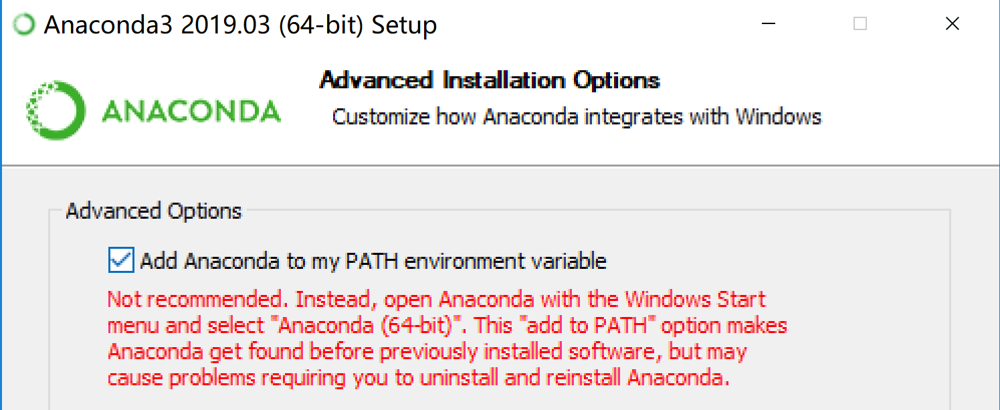 Anaconda3 2019.03 (64-bit) Setup
ANACONDA
Advanced Installation Options
Customize how Anaconda integrates with Windows
Advanced Options
Add Anaconda to my PATH environment variable
Not recommended. Instead, open Anaconda with the Windows Start
menu and select "Anaconda (64-bit)". This "add to PATH" option makes
Anaconda get found before previously installed software, but may
cause problems requiring you to uninstall and reinstall Anaconda.